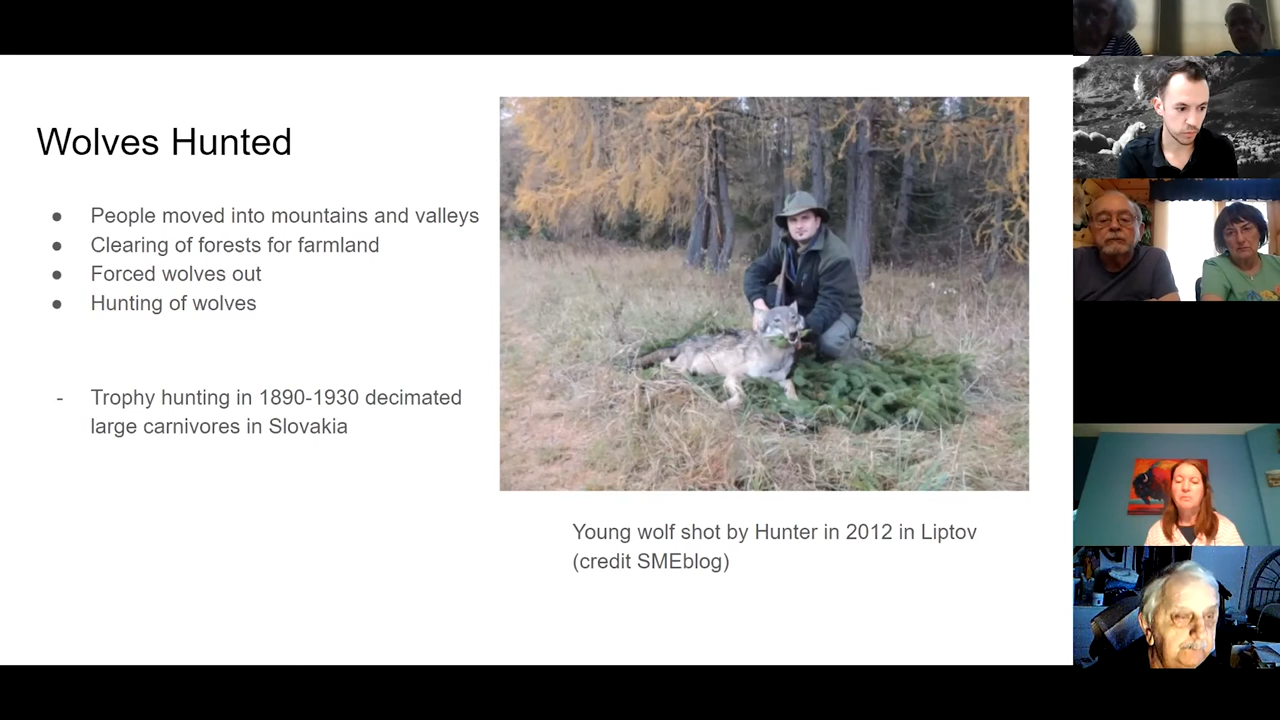 Wolves Hunted
● People moved into mountains and valleys
● Clearing of forests for farmland
● Forced wolves out
● Hunting of wolves
- Trophy hunting in 1890-1930 decimated
large carnivores in Slovakia
Young wolf shot by Hunter in 2012 in Liptov
(credit SMEblog)